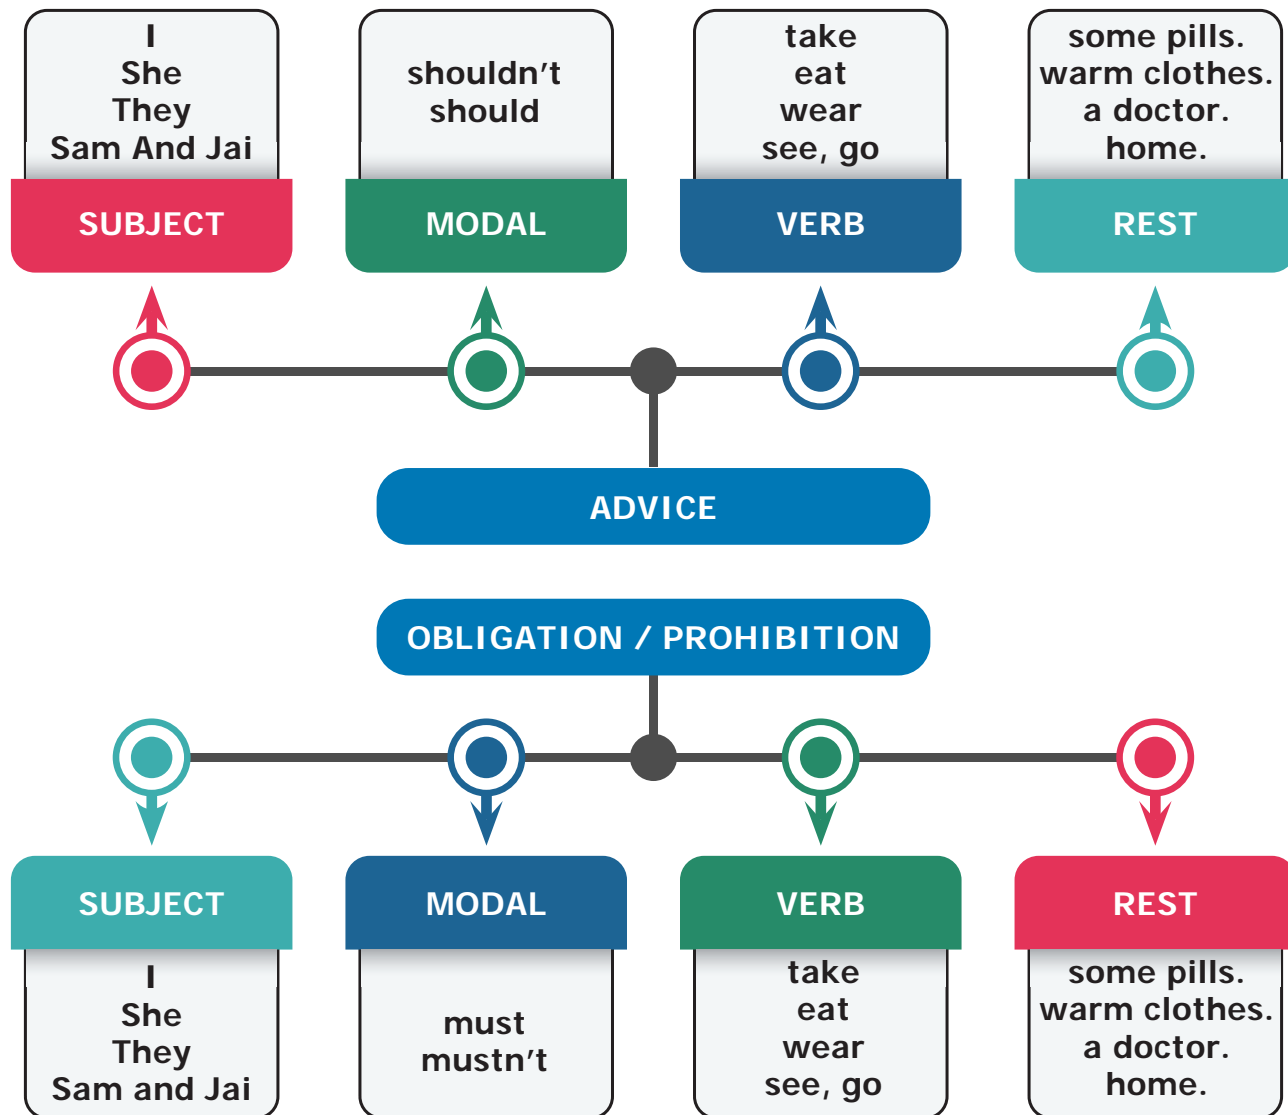 I
She
They
Sam And Jai
SUBJECT
shouldn't
should
MODAL
take
eat
wear
see, go
VERB
some pills.
warm clothes.
a doctor.
home.
REST
ADVICE
OBLIGATION / PROHIBITION
SUBJECT
I
She
They
Sam and Jai
MODAL
must
mustn't
VERB
take
eat
wear
see, go
REST
some pills.
warm clothes.
a doctor.
home.